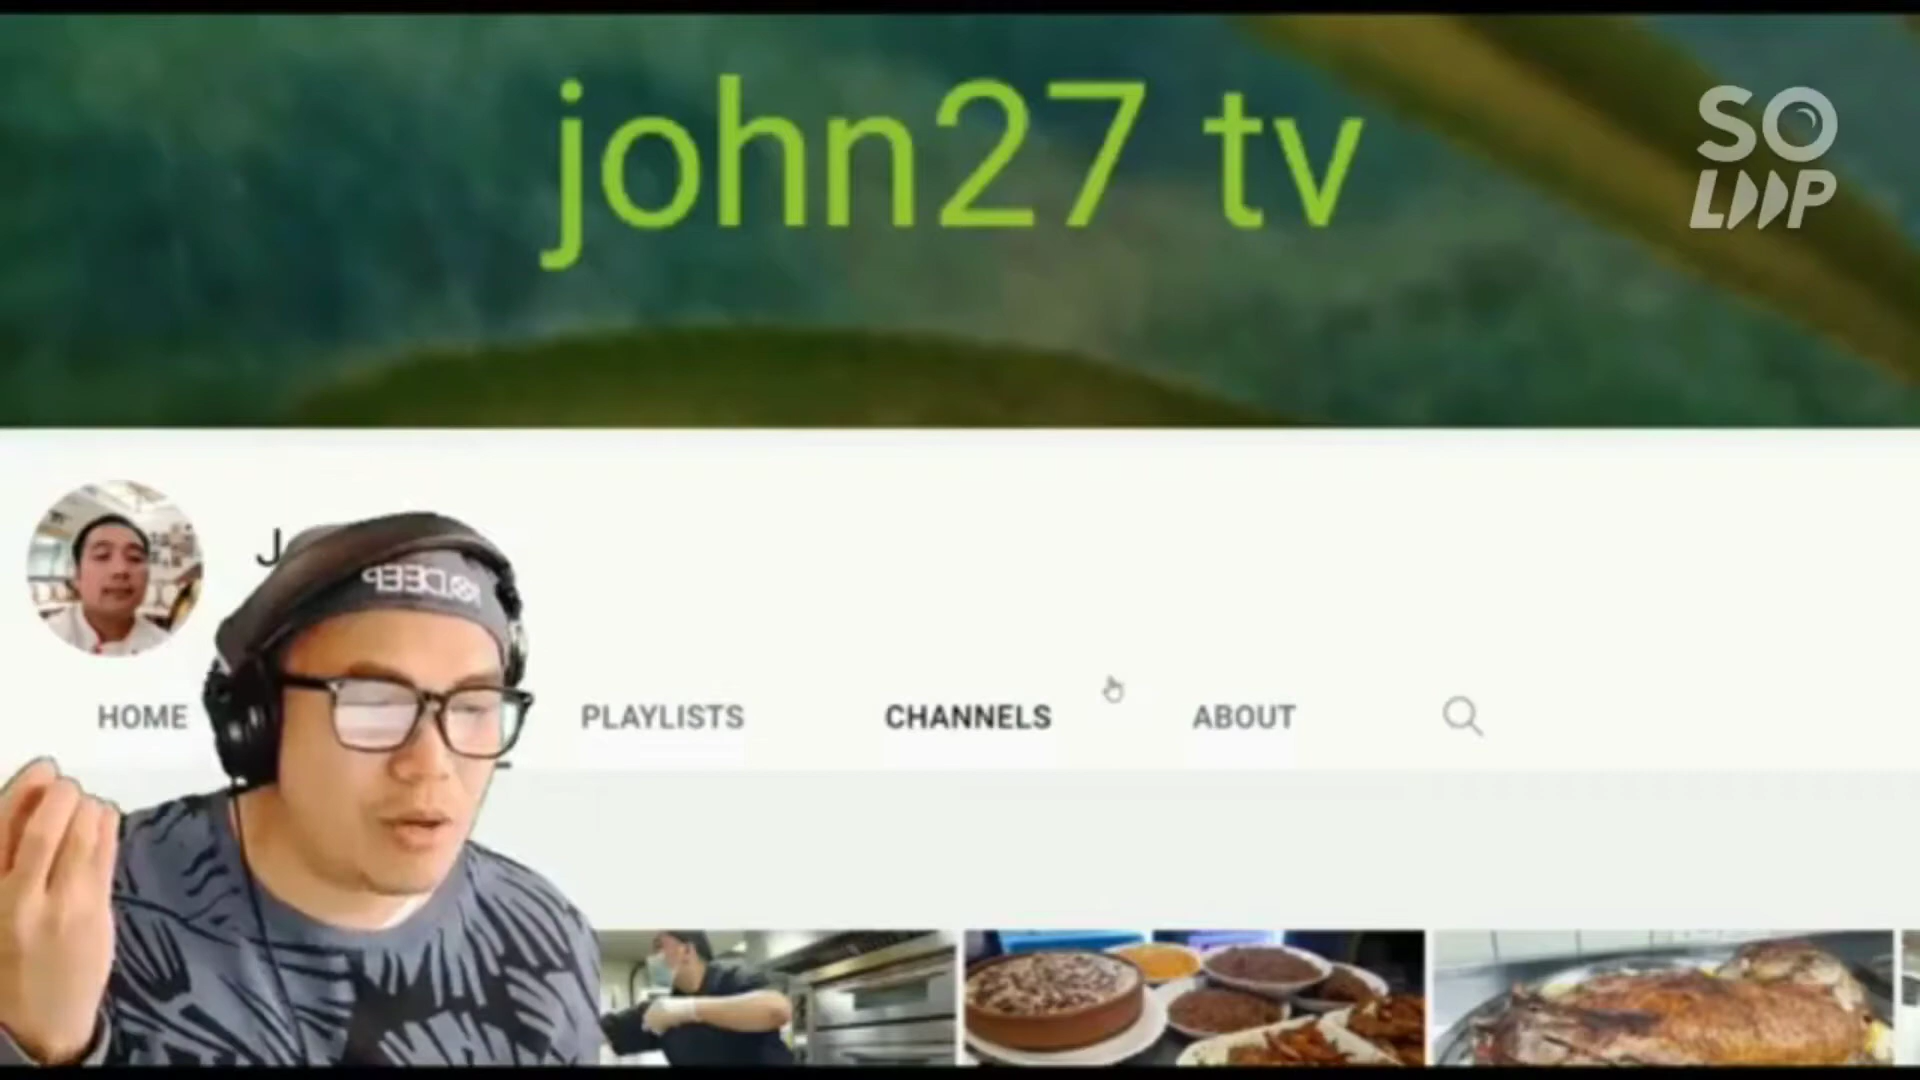 john27 tv
SO
LOOP
J
HOME PLAYLISTS CHANNELS ABOUT